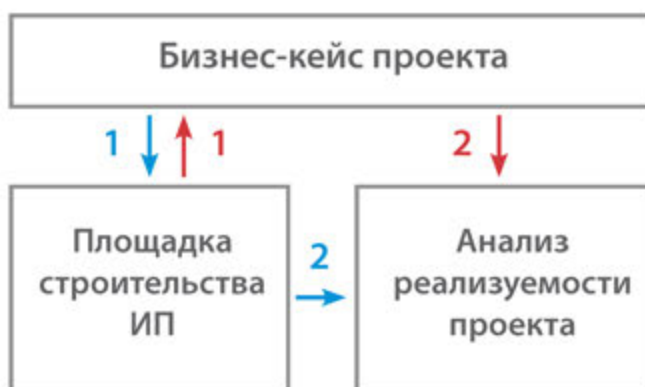 Бизнес-кейс проекта
1
1
2
Площадка
строительства
ИП
2
Анализ
реализуемости
проекта